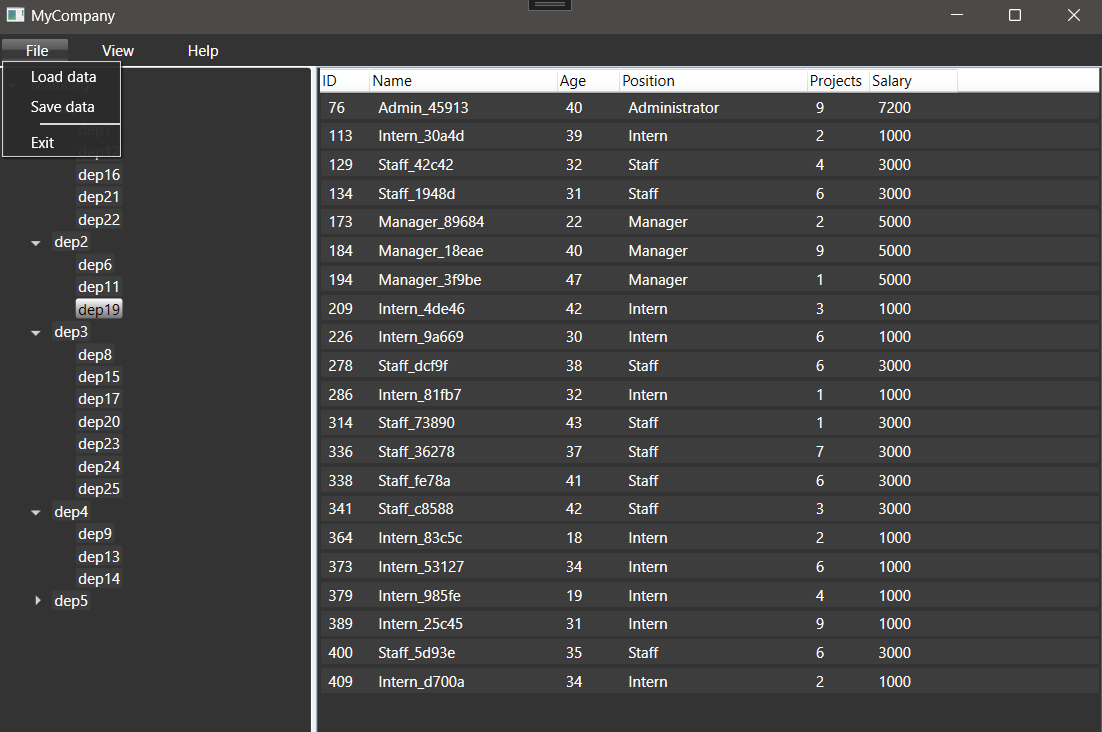 MyCompany
File View Help
Load data
Save data
Exit
dep16
dep21
dep22
dep2
dep6
dep11
dep19
dep3
dep8
dep15
dep17
dep20
dep23
dep24
dep25
dep4
dep9
dep13
dep14
dep5
ID Name Age Position Projects Salary
76 Admin_45913 40 Administrator 9 7200
113 Intern_30a4d 39 Intern 2 1000
129 Staff_42c42 32 Staff 4 3000
134 Staff_1948d 31 Staff 6 3000
173 Manager_89684 22 Manager 2 5000
184 Manager_18eae 40 Manager 9 5000
194 Manager_3f9be 47 Manager 1 5000
209 Intern_4de46 42 Intern 3 1000
226 Intern_9a669 30 Intern 6 1000
278 Staff_dcf9f 38 Staff 6 3000
286 Intern_81fb7 32 Intern 1 1000
314 Staff_73890 43 Staff 1 3000
336 Staff_36278 37 Staff 7 3000
338 Staff_fe78a 41 Staff 6 3000
341 Staff_c8588 42 Staff 3 3000
364 Intern_83c5c 18 Intern 2 1000
373 Intern_53127 34 Intern 6 1000
379 Intern_985fe 19 Intern 4 1000
389 Intern_25c45 31 Intern 9 1000
400 Staff_5d93e 35 Staff 6 3000
409 Intern_d700a 34 Intern 2 1000